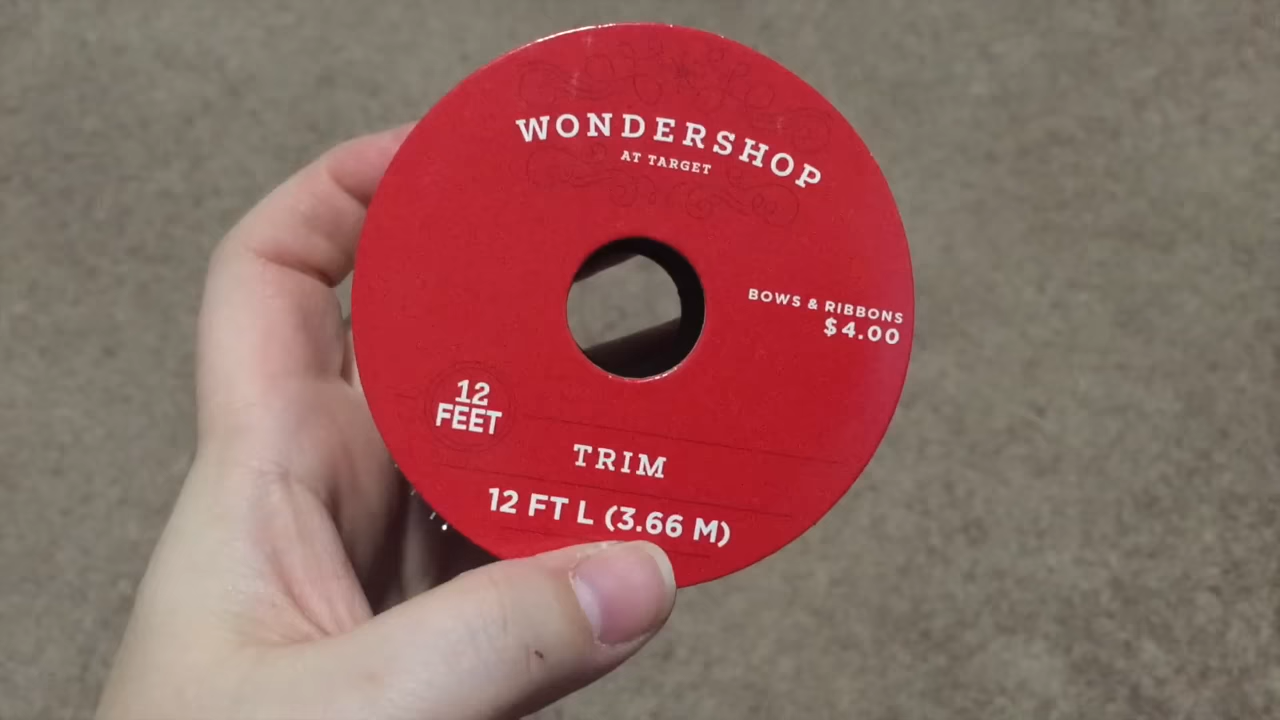 WONDERSHOP
AT TARGET
BOWS & RIBBONS
$4.00
12
FEET
TRIM
12 FT L (3.66 M)